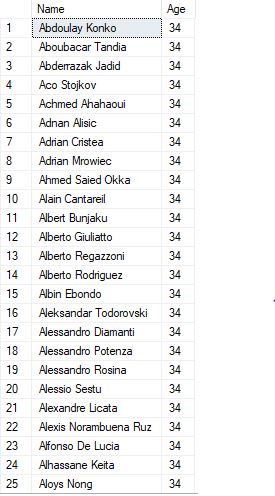 Name Age
1 Abdoulay Konko 34
2 Aboubacar Tandia 34
3 Abderrazak Jadid 34
4 Aco Stojkov 34
5 Achmed Ahahaoui 34
6 Adnan Alisic 34
7 Adrian Cristea 34
8 Adrian Mrowiec 34
9 Ahmed Saied Okka 34
10 Alain Cantareil 34
11 Albert Bunjaku 34
12 Alberto Giuliatto 34
13 Alberto Regazzoni 34
14 Alberto Rodriguez 34
15 Albin Ebondo 34
16 Aleksandar Todorovski 34
17 Alessandro Diamanti 34
18 Alessandro Potenza 34
19 Alessandro Rosina 34
20 Alessio Sestu 34
21 Alexandre Licata 34
22 Alexis Norambuena Ruz 34
23 Alfonso De Lucia 34
24 Alhassane Keita 34
25 Aloys Nong 34